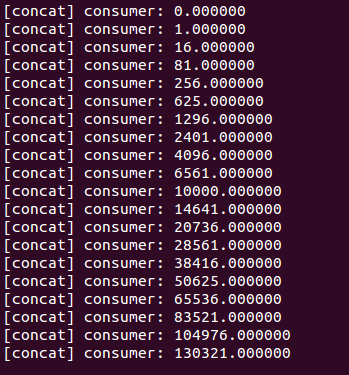 [concat] consumer: 0.000000
[concat] consumer: 1.000000
[concat] consumer: 16.000000
[concat] consumer: 81.000000
[concat] consumer: 256.000000
[concat] consumer: 625.000000
[concat] consumer: 1296.000000
[concat] consumer: 2401.000000
[concat] consumer: 4096.000000
[concat] consumer: 6561.000000
[concat] consumer: 10000.000000
[concat] consumer: 14641.000000
[concat] consumer: 20736.000000
[concat] consumer: 28561.000000
[concat] consumer: 38416.000000
[concat] consumer: 50625.000000
[concat] consumer: 65536.000000
[concat] consumer: 83521.000000
[concat] consumer: 104976.000000
[concat] consumer: 130321.000000